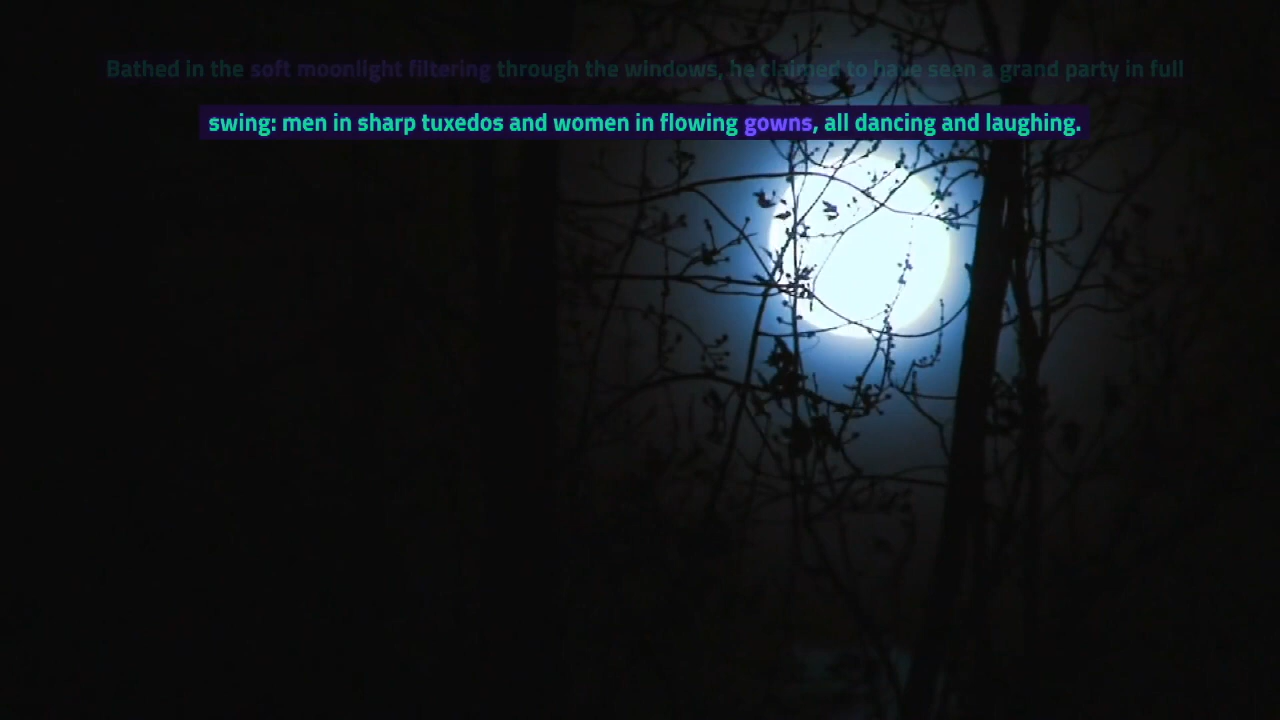 Bathed in the soft moonlight filtering through the windows, he claimed to have seen a grand party in full
swing: men in sharp tuxedos and women in flowing gowns, all dancing and laughing.